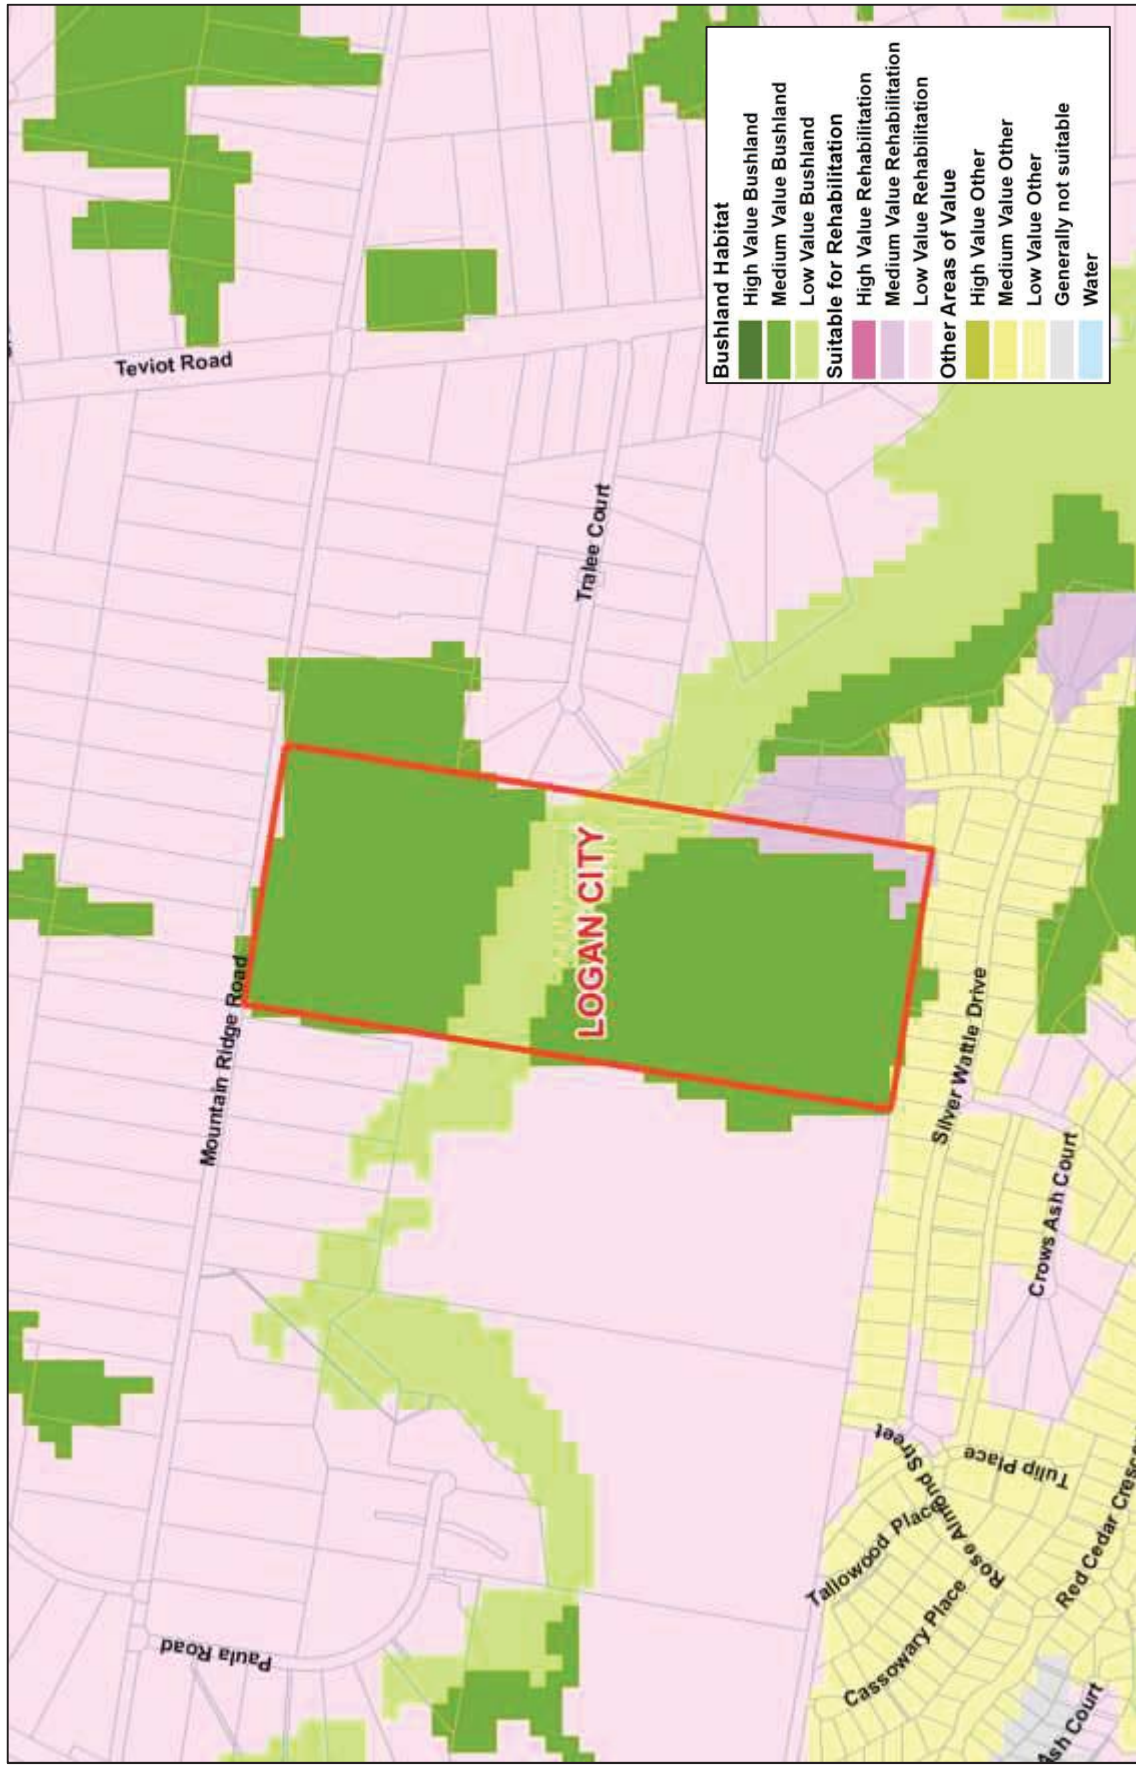 Teviot Road
Mountain Ridge Road
Tralee Court
LOGAN CITY
Paula Road
Silver Wattle Drive
Crows Ash Court
Tulip Place
Rose Almond Street
Tallowood Place
Cassowary Place
Red Cedar Cresce
Ash Court
Bushland Habitat
High Value Bushland
Medium Value Bushland
Low Value Bushland
Suitable for Rehabilitation
High Value Rehabilitation
Medium Value Rehabilitation
Low Value Rehabilitation
Other Areas of Value
High Value Other
Medium Value Other
Low Value Other
Generally not suitable
Water